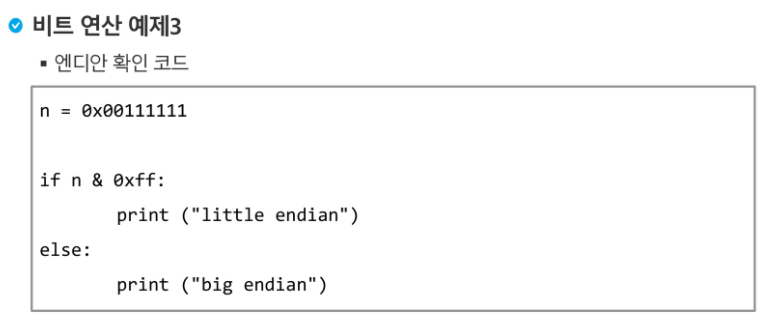 비트 연산 예제3
▪ 엔디안 확인 코드
n = 0x00111111
if n & 0xff:
print ("little endian")
else:
print ("big endian")